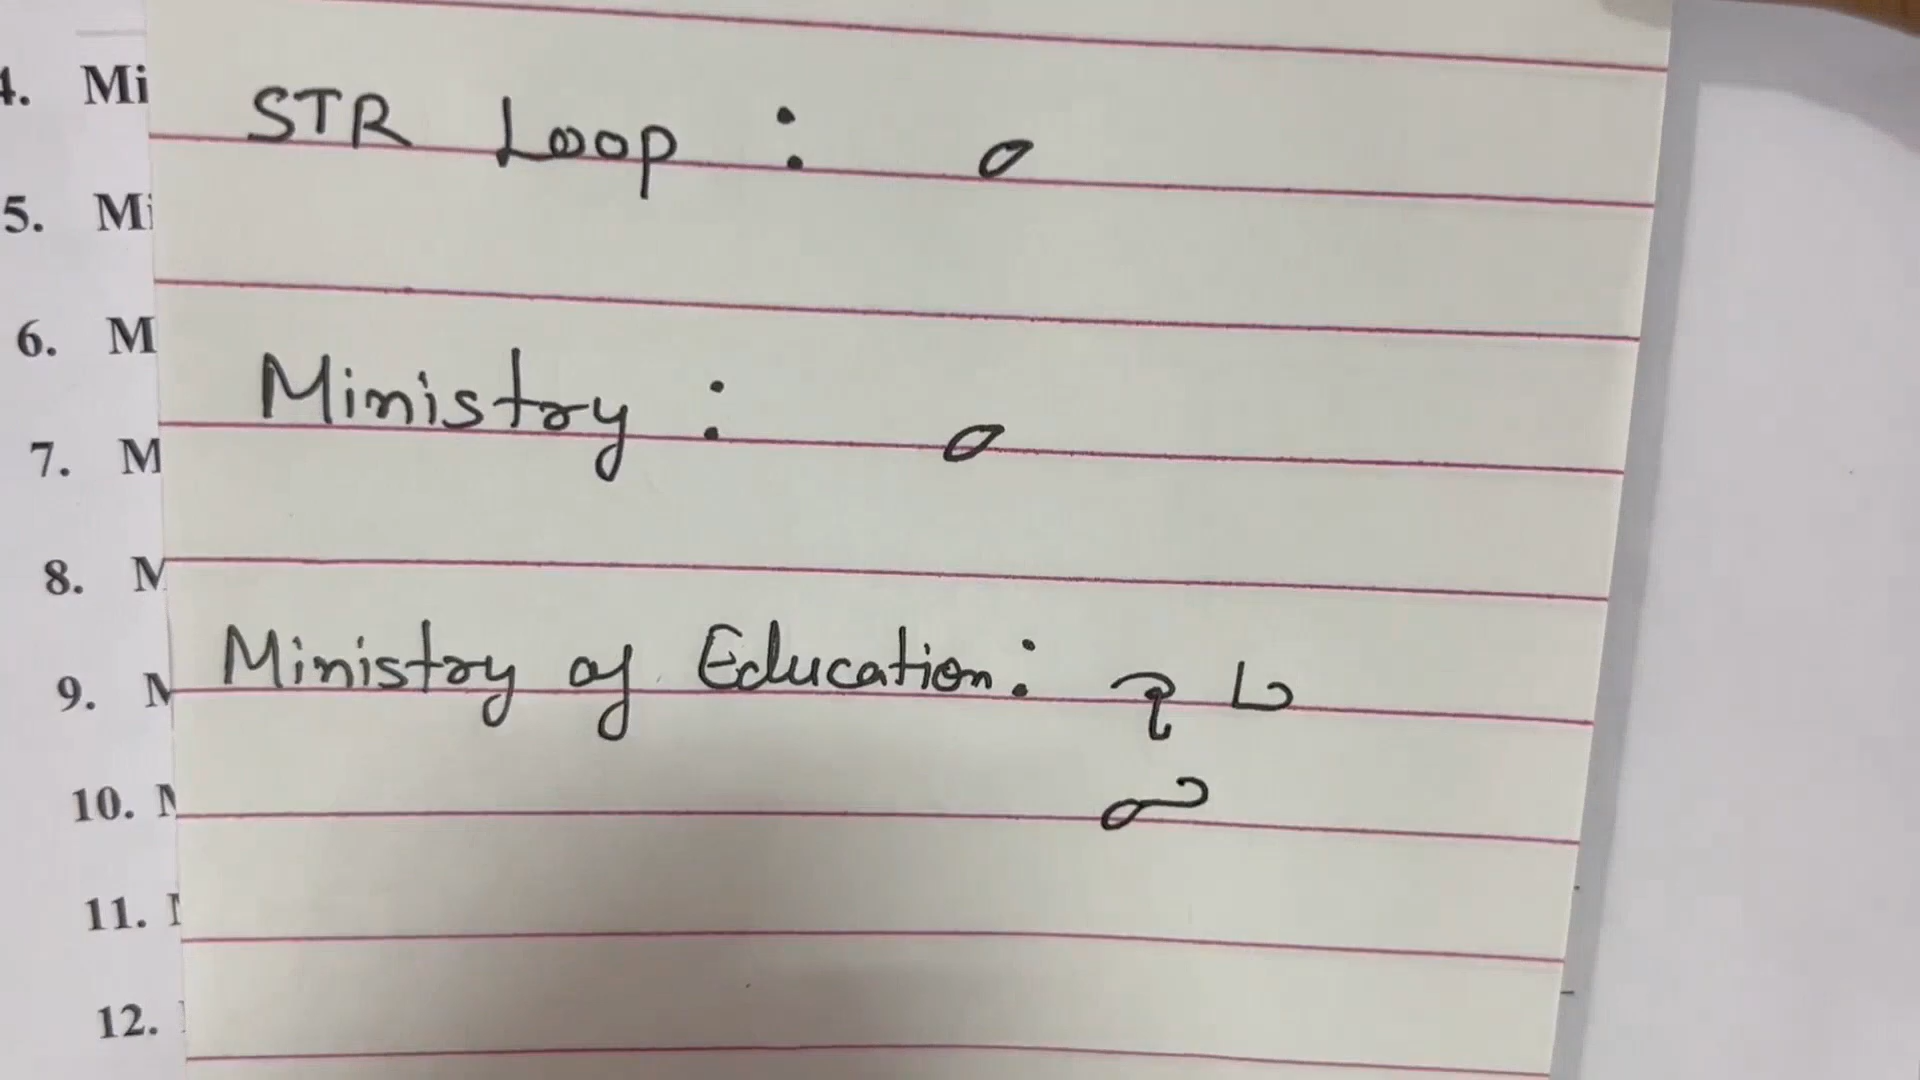 4. Mi
STR Loop :
5. Mi
6. M
Ministry :
7. M
8. M
Ministry of Education :
9. M
10. M
11.
12.